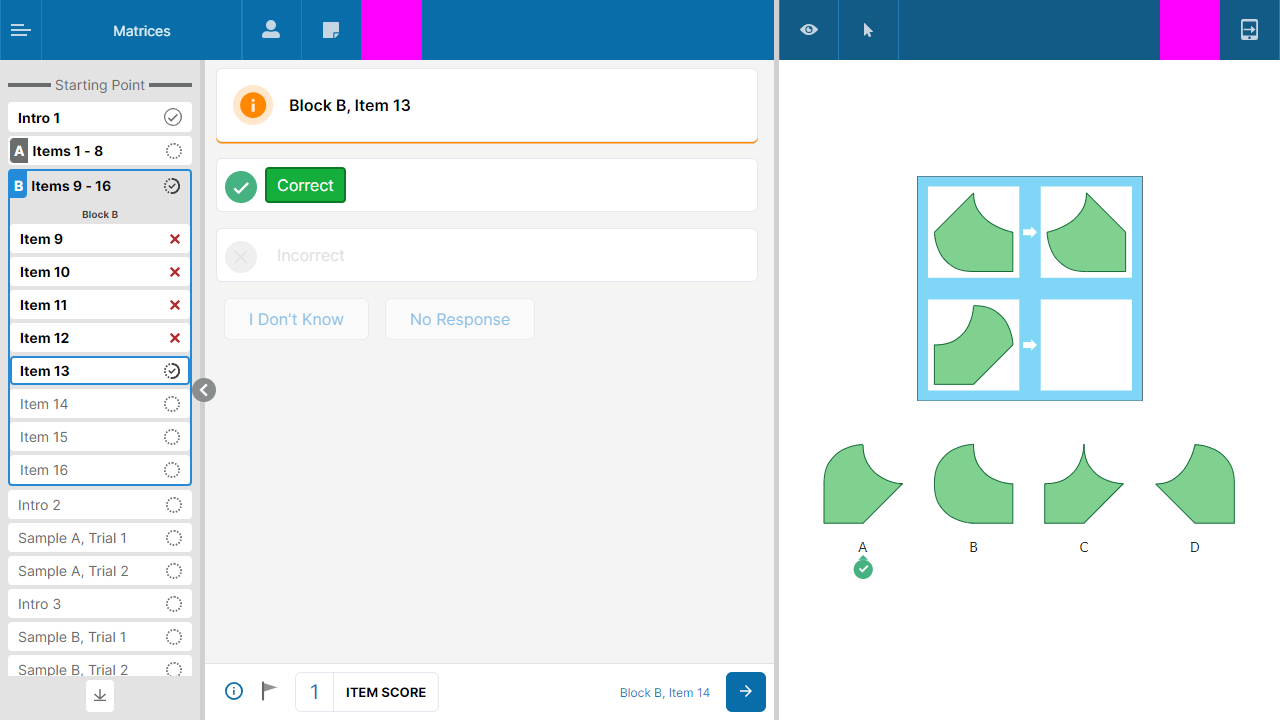 Matrices
Starting Point
Intro 1
A Items 1 - 8
B Items 9 - 16
Block B
Item 9
Item 10
Item 11
Item 12
Item 13
Item 14
Item 15
Item 16
Intro 2
Sample A, Trial 1
Sample A, Trial 2
Intro 3
Sample B, Trial 1
Sample B, Trial 2
Block B, Item 13
Correct
Incorrect
I Don't Know
No Response
1 ITEM SCORE
Block B, Item 14
A B C D